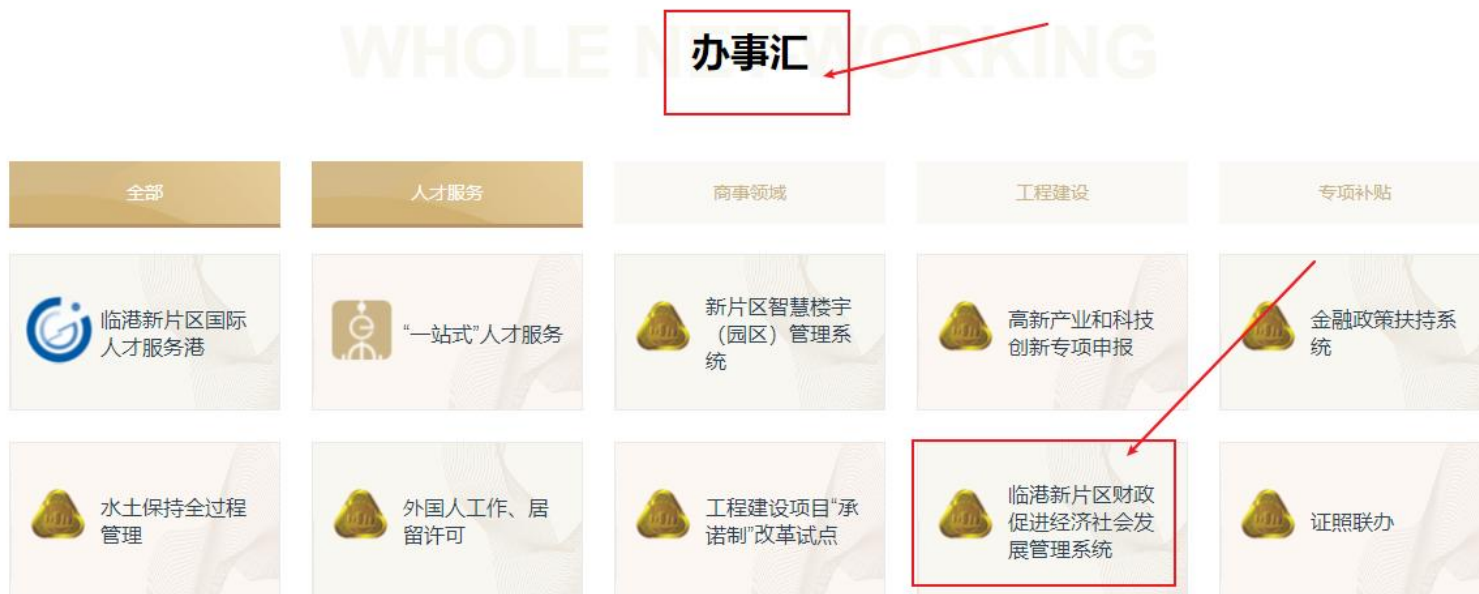 WHOLE NETWORKING
办事汇
全部
人才服务
商事领域
工程建设
专项补贴
临港新片区国际
人才服务港
“一站式”人才服务
新片区智慧楼宇
（园区）管理系
统
高新产业和科技
创新专项申报
金融政策扶持系
统
水土保持全过程
管理
外国人工作、居
留许可
工程建设项目“承
诺制”改革试点
临港新片区财政
促进经济社会发
展管理系统
证照联办